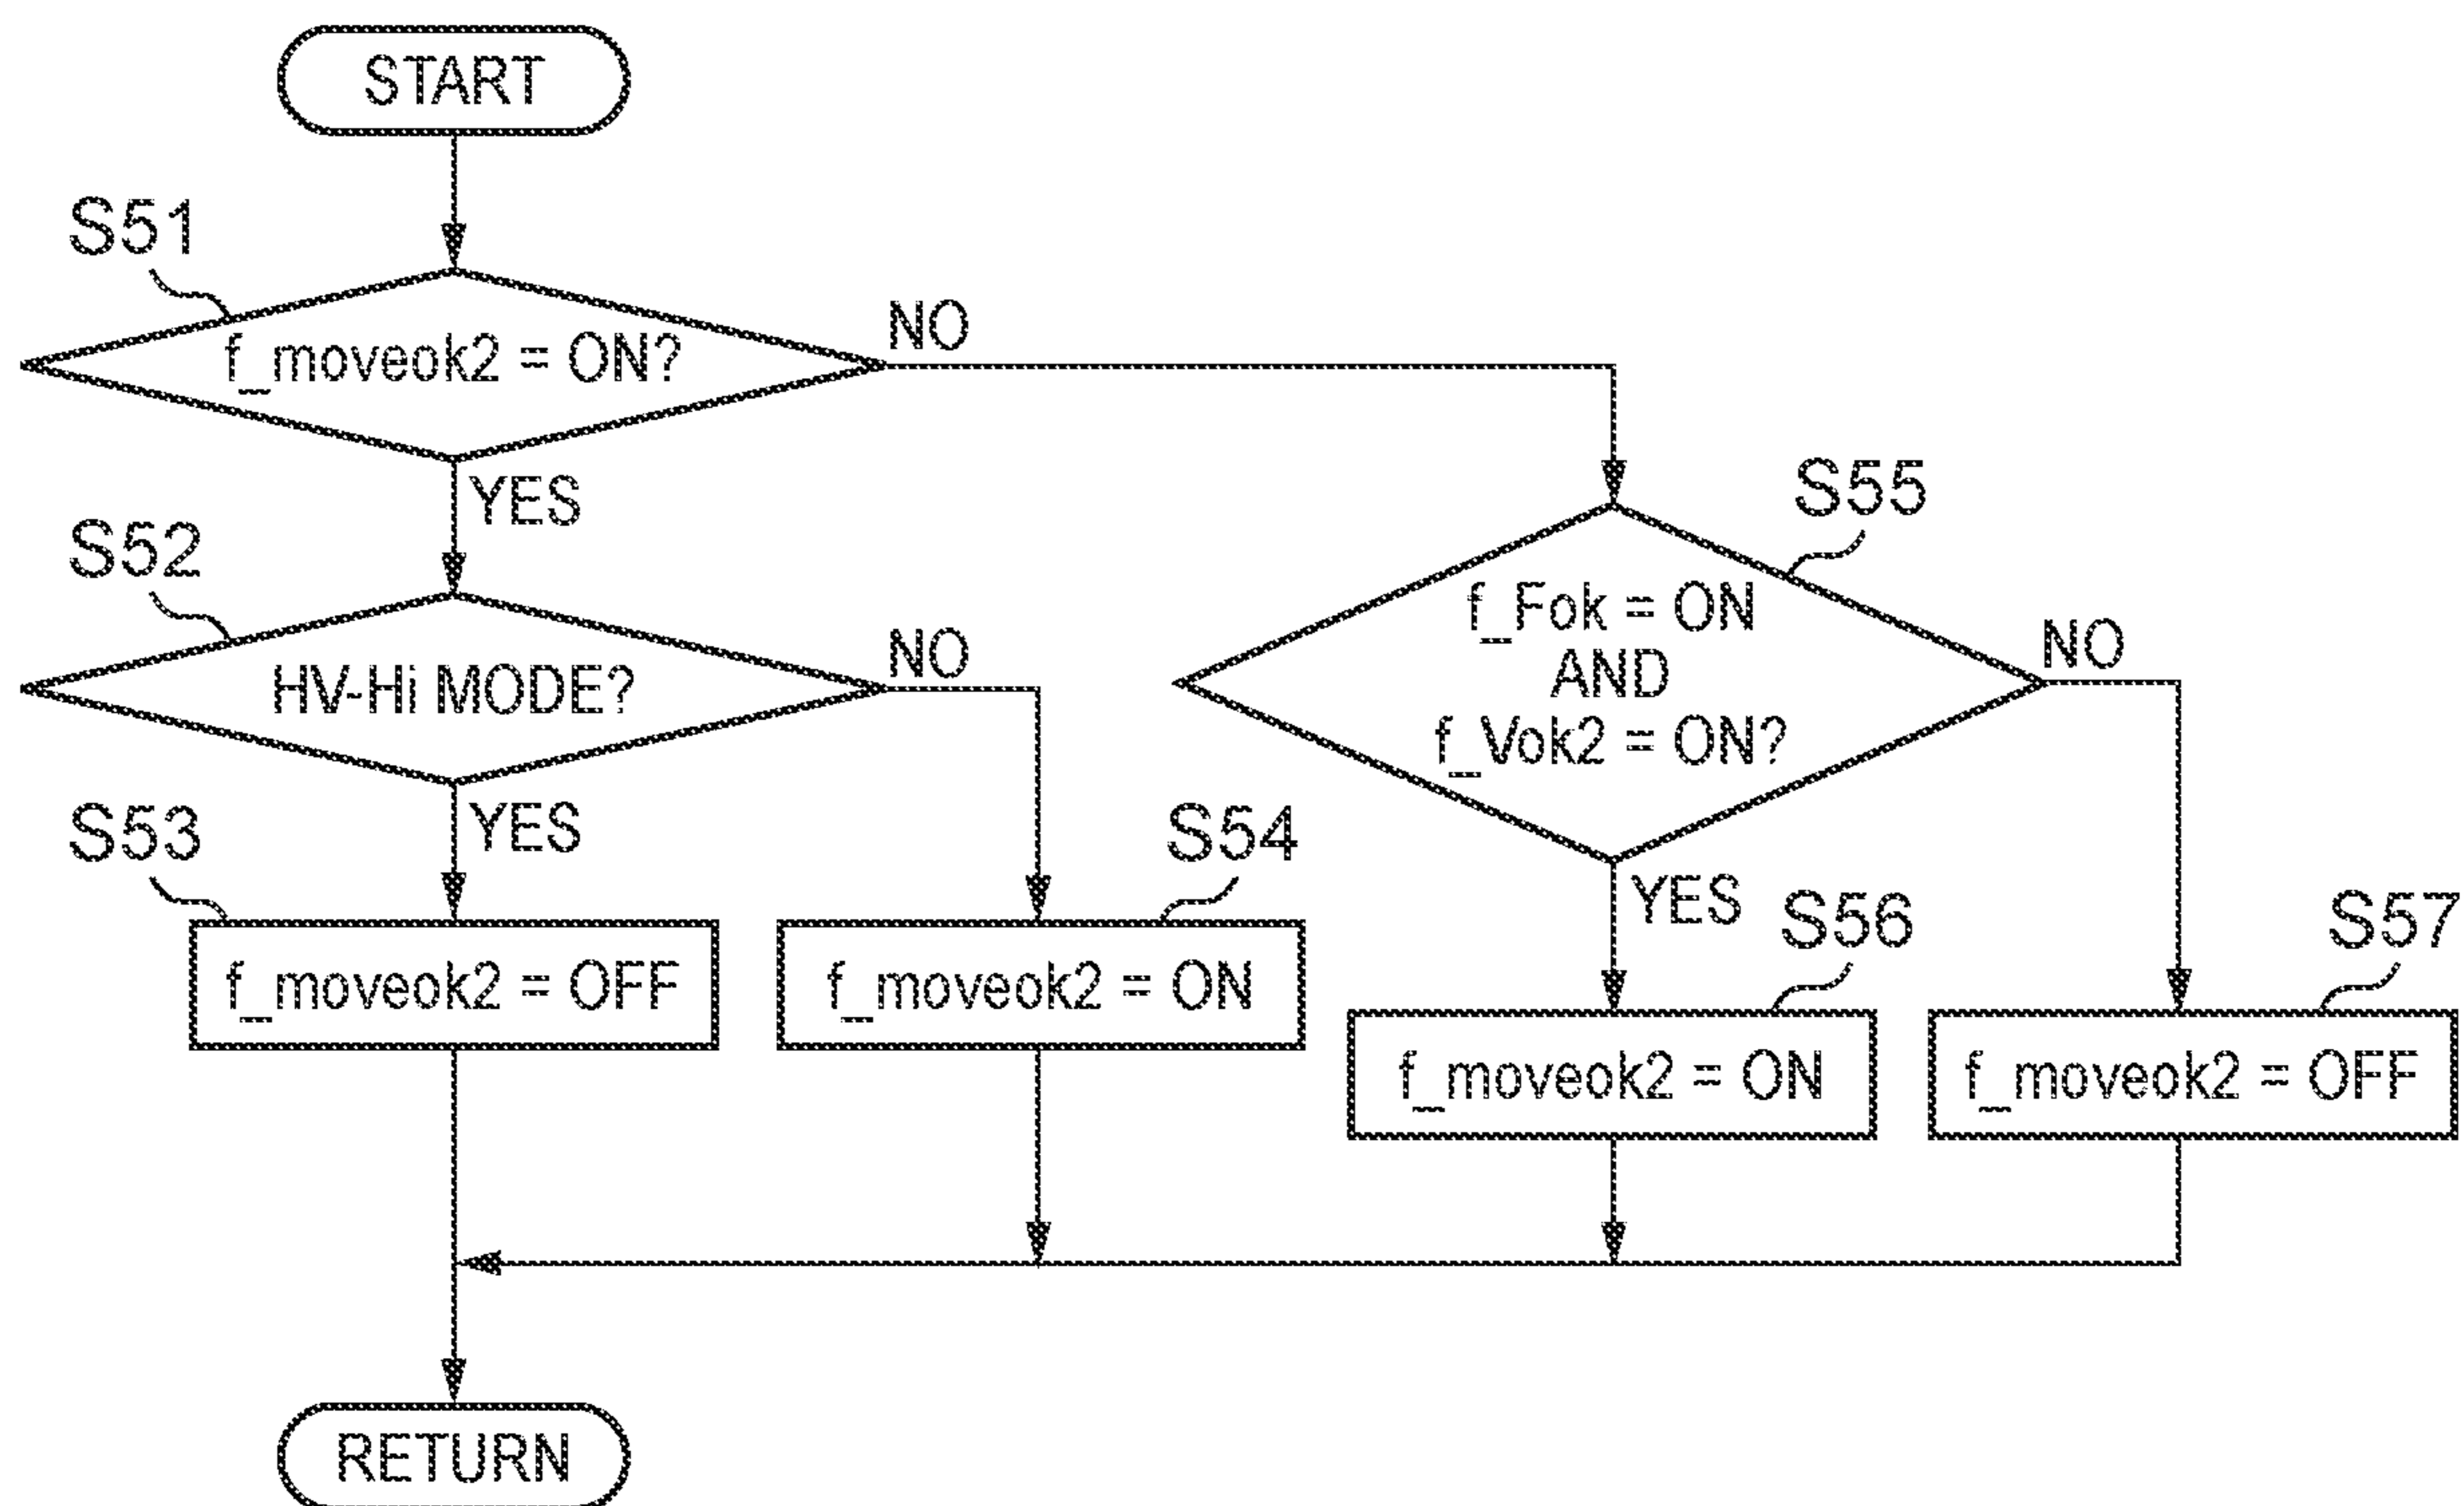 START
S51
f_moveok2 = ON?
NO
YES
S52
HV-Hi MODE?
NO
YES
S55
f_Fok = ON
AND
f_Vok2 = ON?
NO
YES
S53
f_moveok2 = OFF
S54
f_moveok2 = ON
S56
f_moveok2 = ON
S57
f_moveok2 = OFF
RETURN